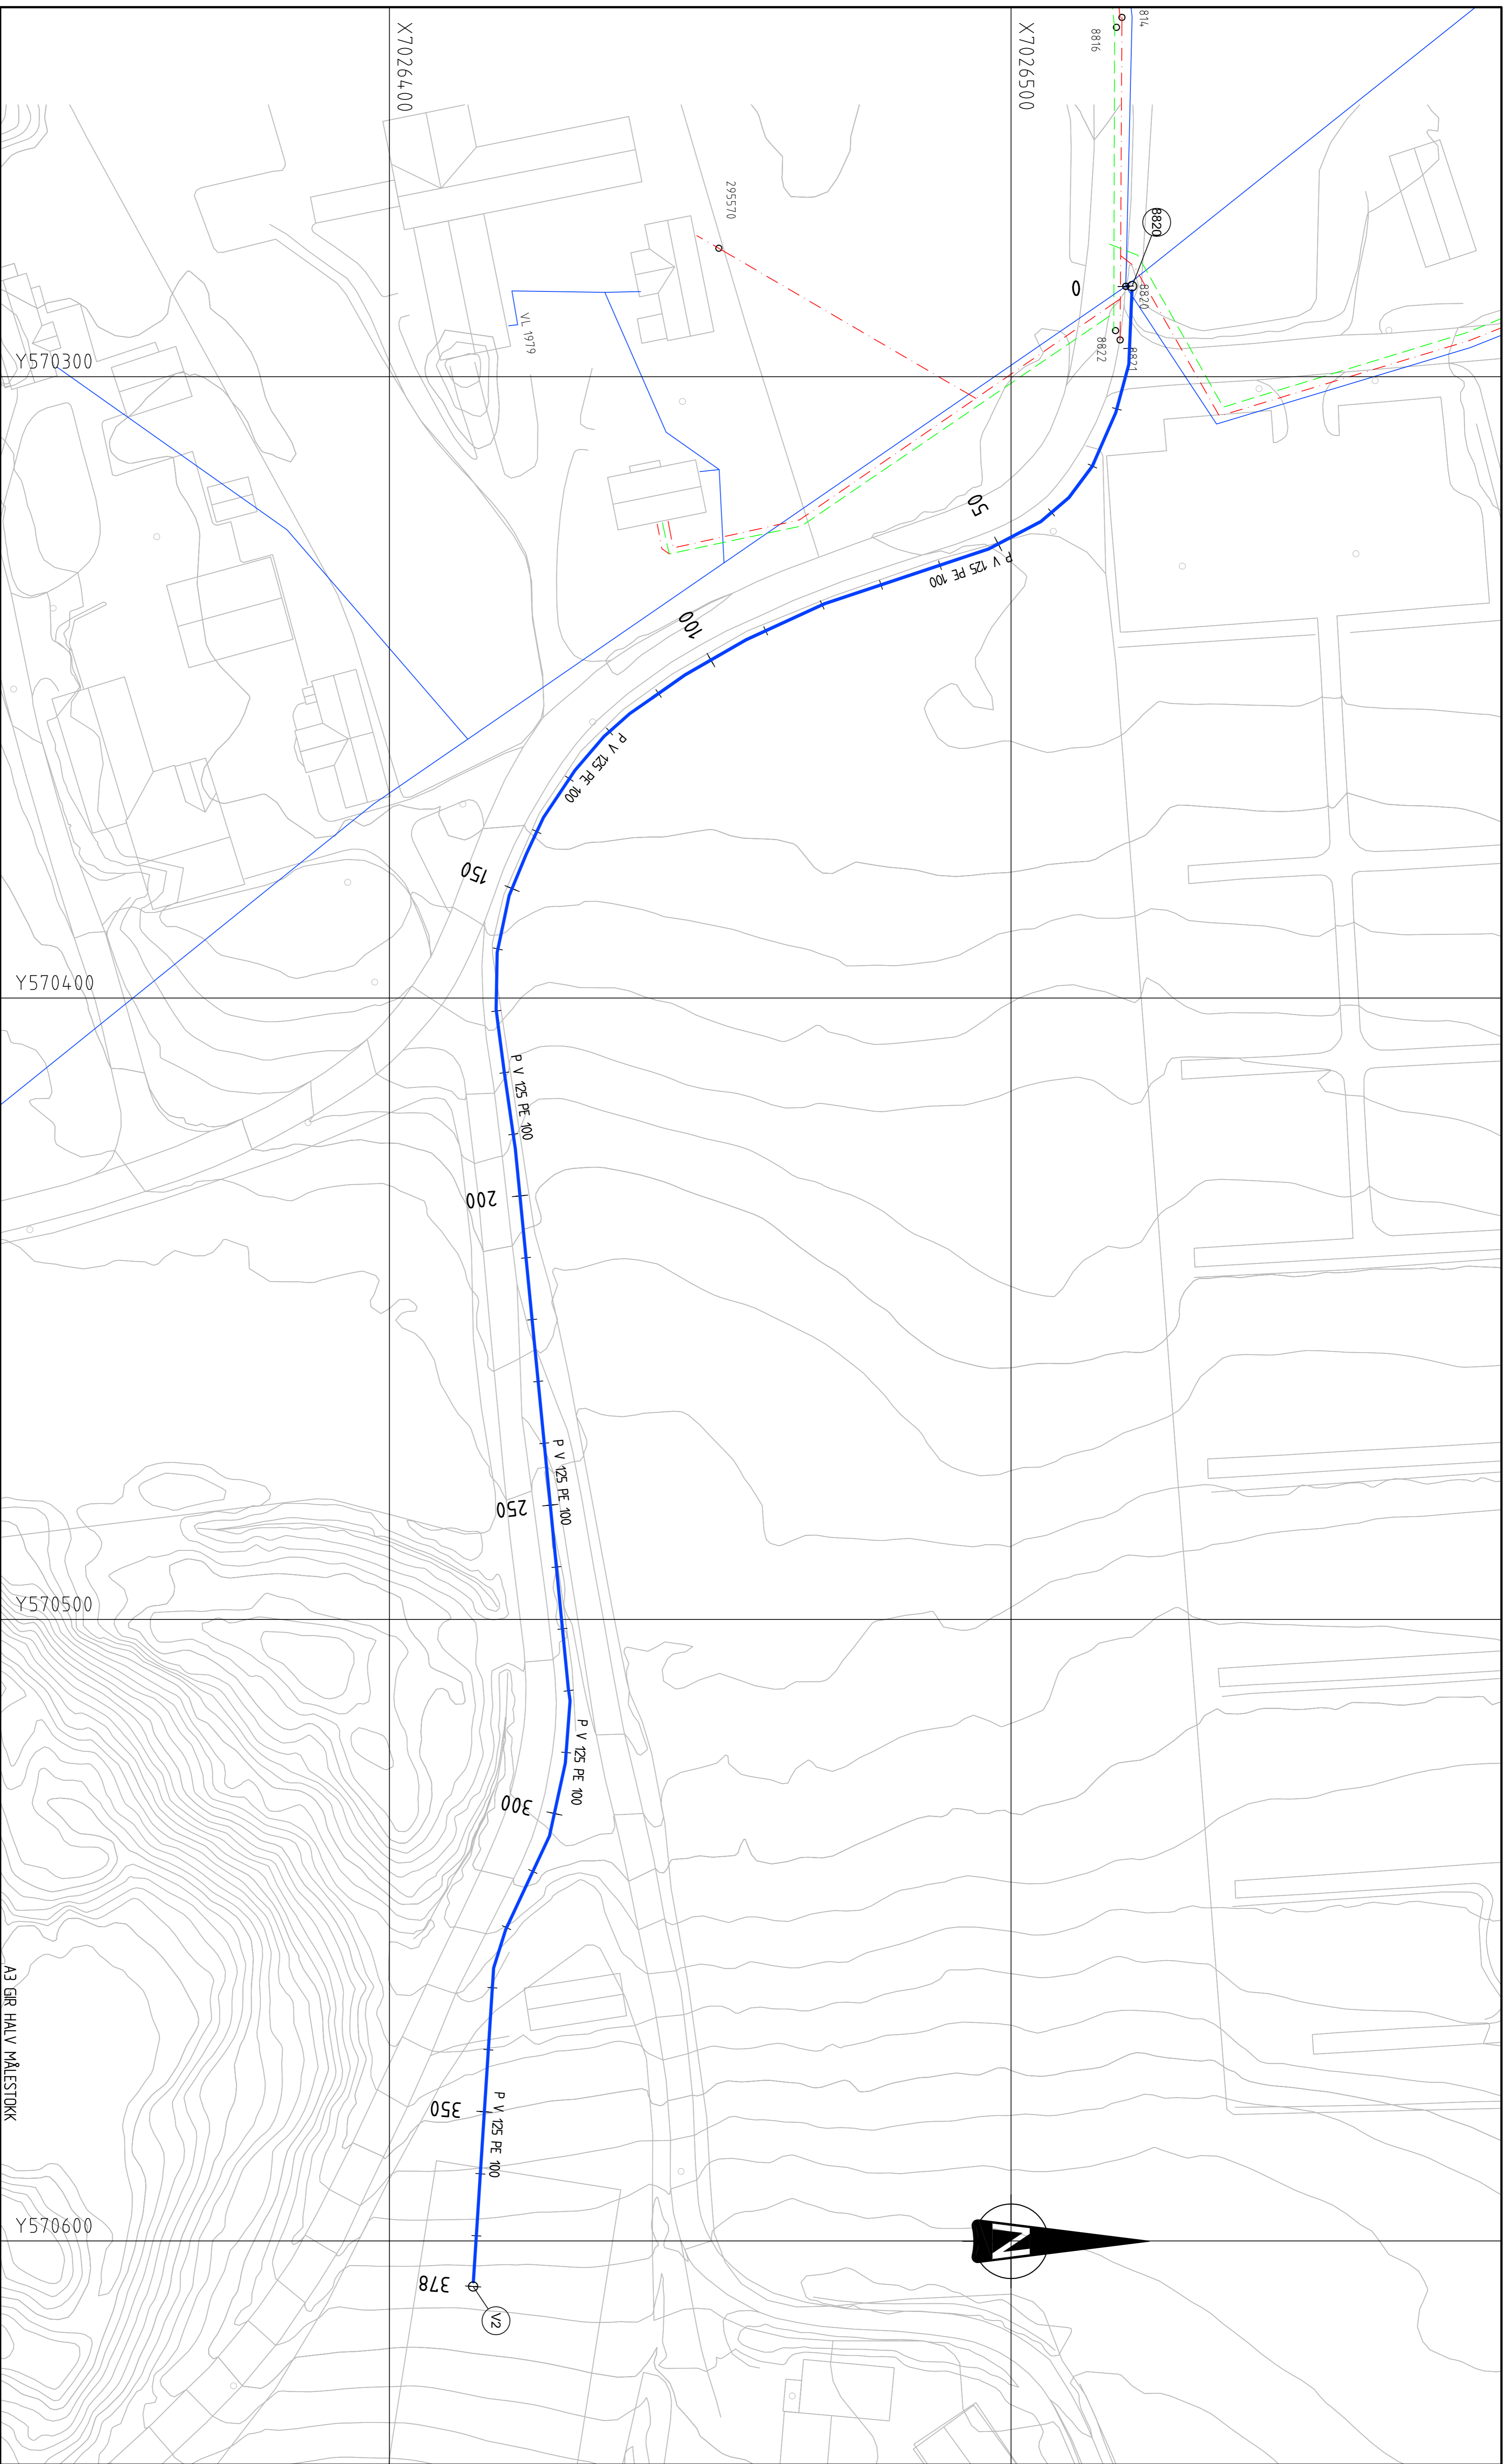 X7026400
X7026500
814
8816
295570
8820
8820
0
8822
8821
VL 1979
Y570300
50
P V 125 PE 100
100
P V 125 PE 100
150
Y570400
P V 125 PE 100
200
P V 125 PE 100
250
Y570500
P V 125 PE 100
300
A3 GIR HALV MÅLESTOKK
350
P V 125 PE 100
Y570600
N
378
V2